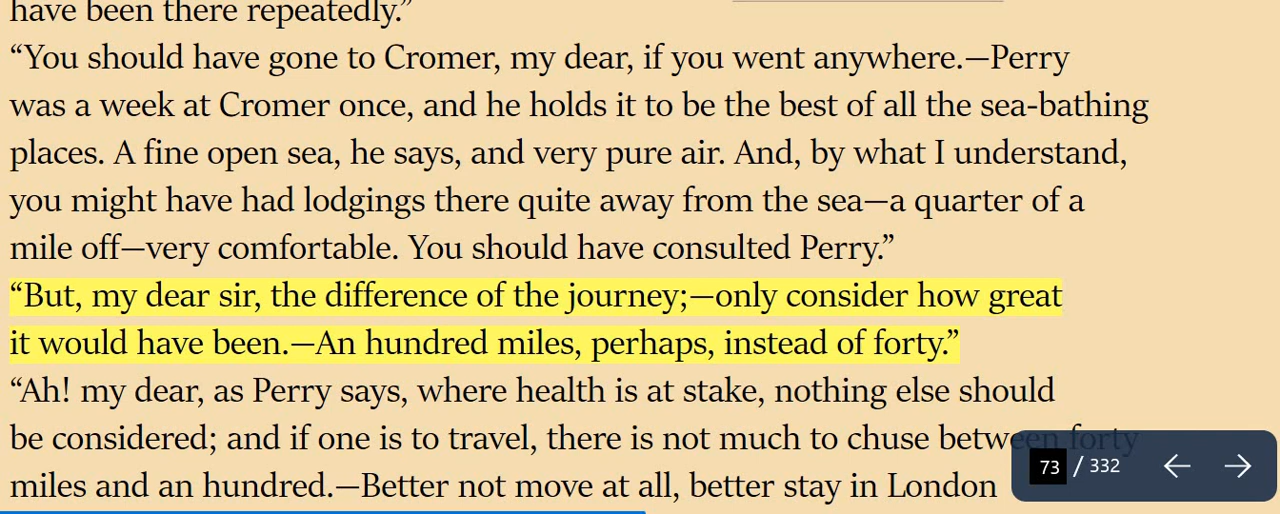 have been there repeatedly.”
“You should have gone to Cromer, my dear, if you went anywhere.—Perry
was a week at Cromer once, and he holds it to be the best of all the sea-bathing
places. A fine open sea, he says, and very pure air. And, by what I understand,
you might have had lodgings there quite away from the sea—a quarter of a
mile off—very comfortable. You should have consulted Perry.”
“But, my dear sir, the difference of the journey;—only consider how great
it would have been.—An hundred miles, perhaps, instead of forty.”
“Ah! my dear, as Perry says, where health is at stake, nothing else should
be considered; and if one is to travel, there is not much to chuse between forty
miles and an hundred.—Better not move at all, better stay in London
73 / 332